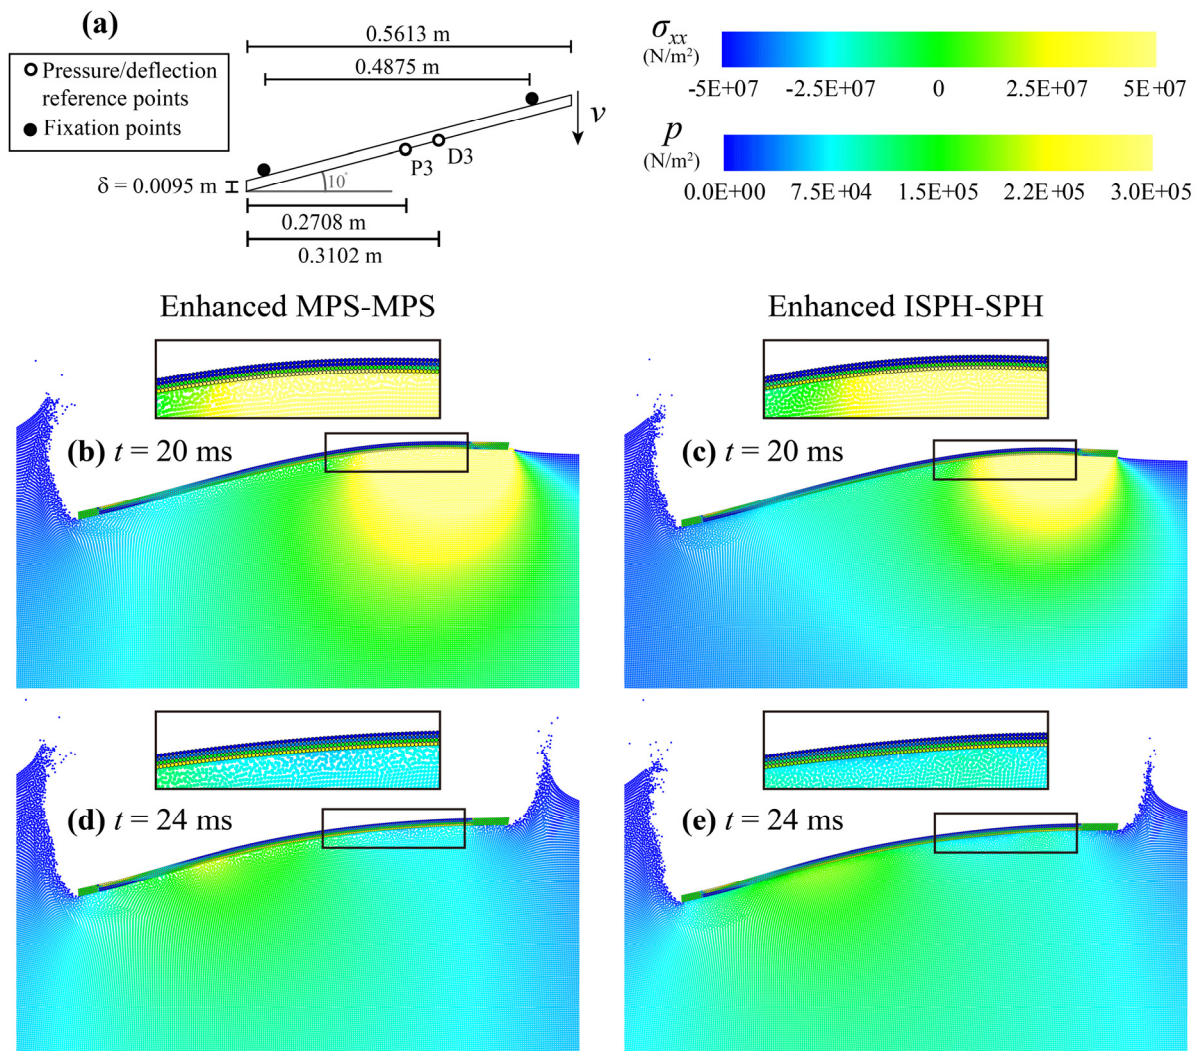 (a)
0.5613 m
0.4875 m
Pressure/deflection
reference points
Fixation points
v
P3
D3
10°
δ = 0.0095 m
0.2708 m
0.3102 m
σxx
(N/m²)
-5E+07 -2.5E+07 0 2.5E+07 5E+07
p
(N/m²)
0.0E+00 7.5E+04 1.5E+05 2.2E+05 3.0E+05
Enhanced MPS-MPS
Enhanced ISPH-SPH
(b) t = 20 ms
(c) t = 20 ms
(d) t = 24 ms
(e) t = 24 ms